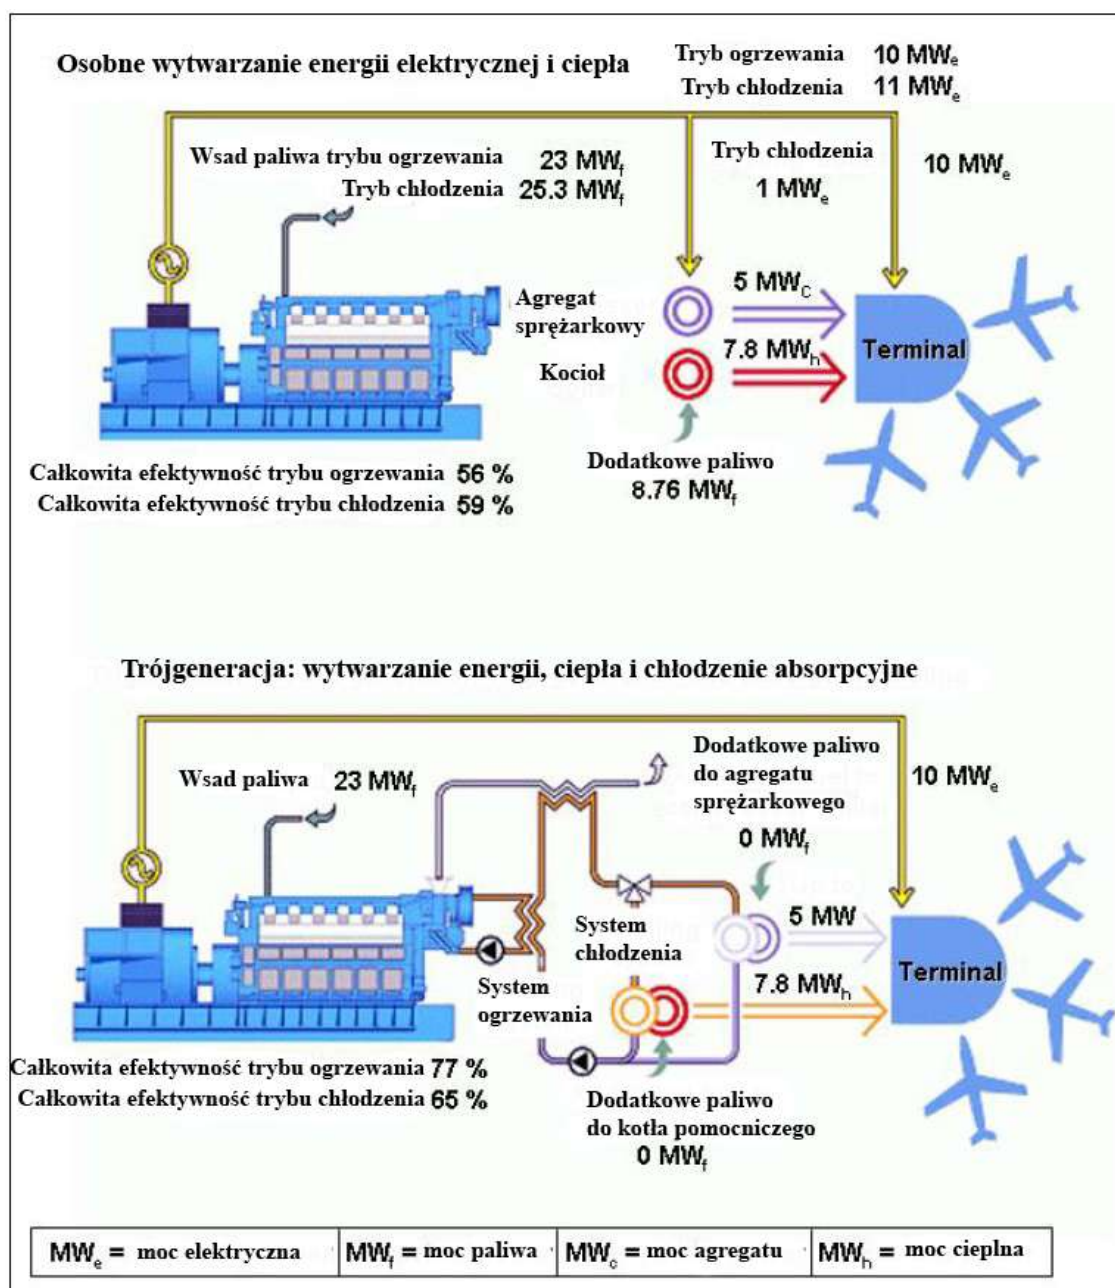 Osobne wytwarzanie energii elektrycznej i ciepła
Tryb ogrzewania 10 MWe
Tryb chłodzenia 11 MWe
Wsad paliwa trybu ogrzewania 23 MWf
Tryb chłodzenia 25.3 MWf
Tryb chłodzenia
1 MWe
10 MWe
Agregat
sprężarkowy
5 MWc
Kocioł
7.8 MWh
Terminal
Dodatkowe paliwo
8.76 MWf
Całkowita efektywność trybu ogrzewania 56 %
Całkowita efektywność trybu chłodzenia 59 %
Trójgeneracja: wytwarzanie energii, ciepła i chłodzenie absorpcyjne
Wsad paliwa 23 MWf
Dodatkowe paliwo
do agregatu
sprężarkowego
0 MWf
10 MWe
System
chłodzenia
5 MW
System
ogrzewania
7.8 MWh
Terminal
Całkowita efektywność trybu ogrzewania 77 %
Całkowita efektywność trybu chłodzenia 65 %
Dodatkowe paliwo
do kotła pomocniczego
0 MWf
MWe = moc elektryczna
MWf = moc paliwa
MWc = moc agregatu
MWh = moc cieplna